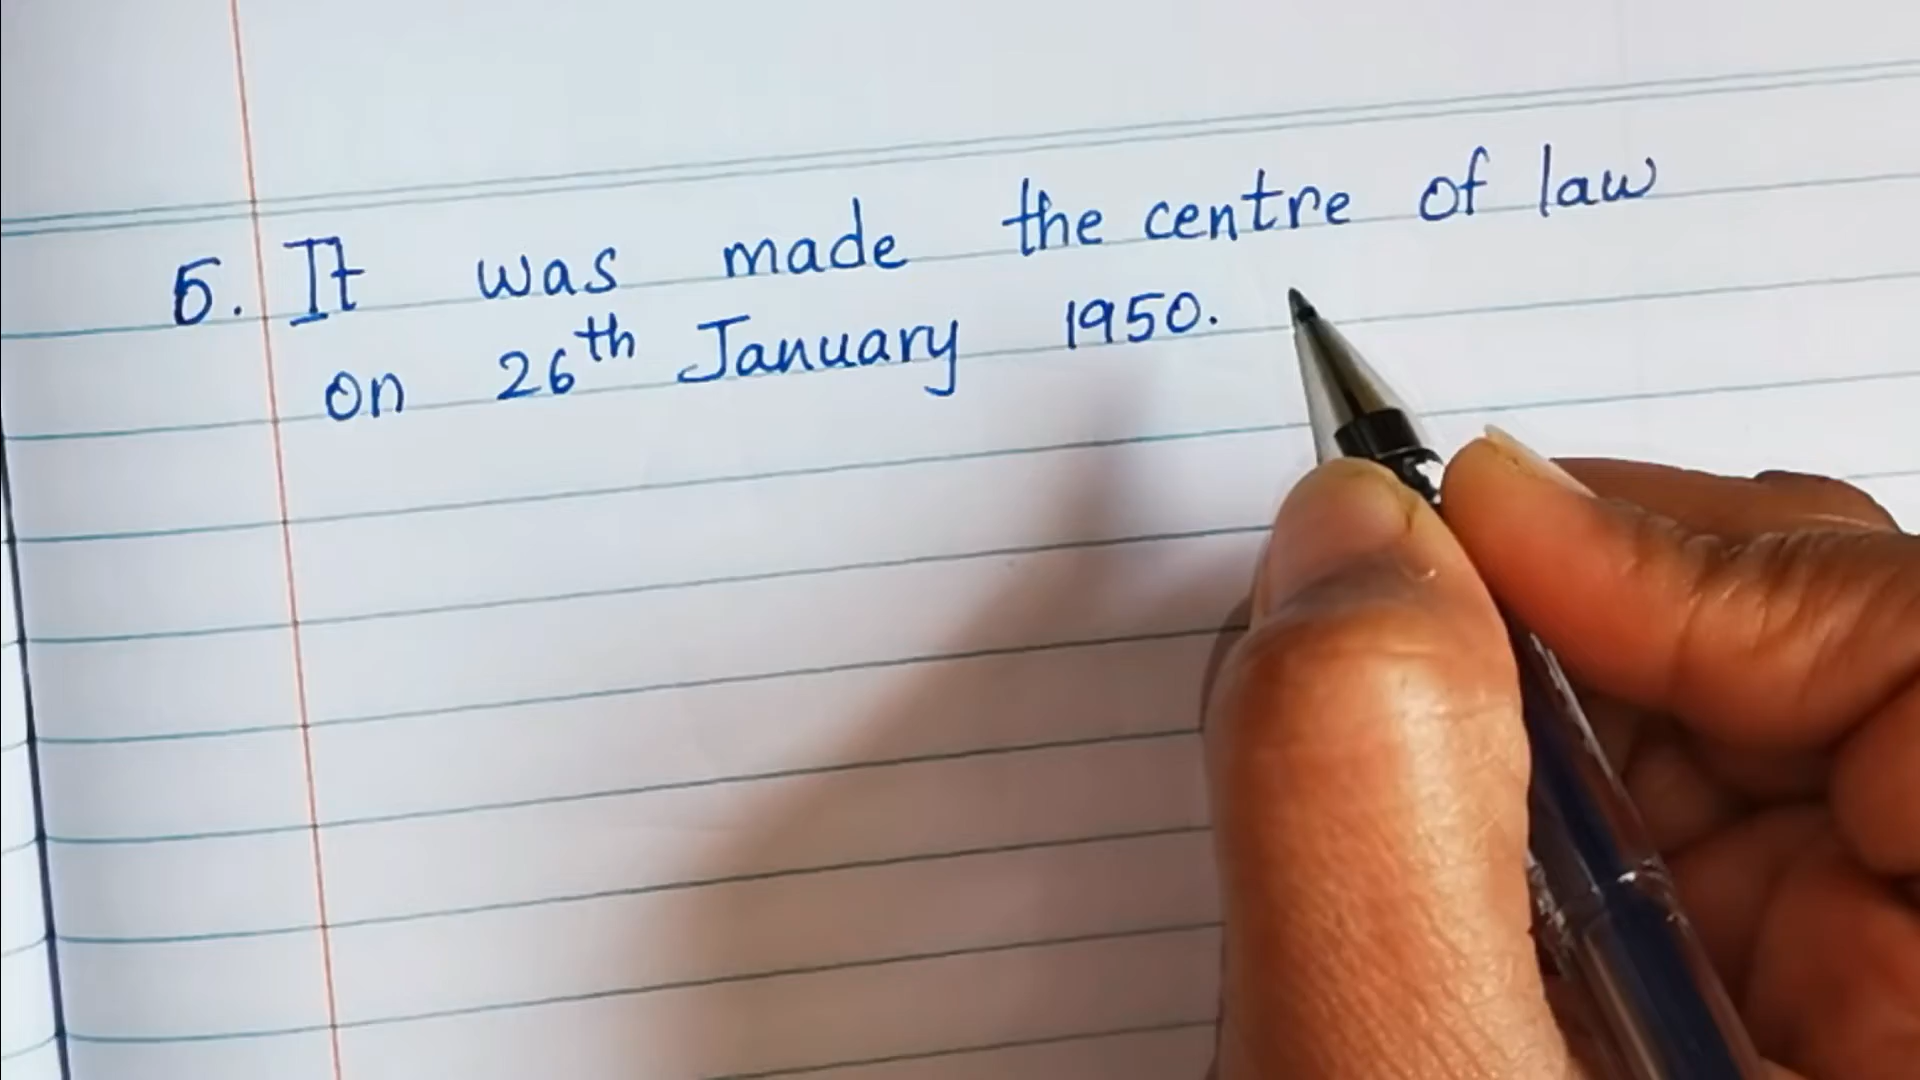 5. It was made the centre of law
on 26th January 1950.